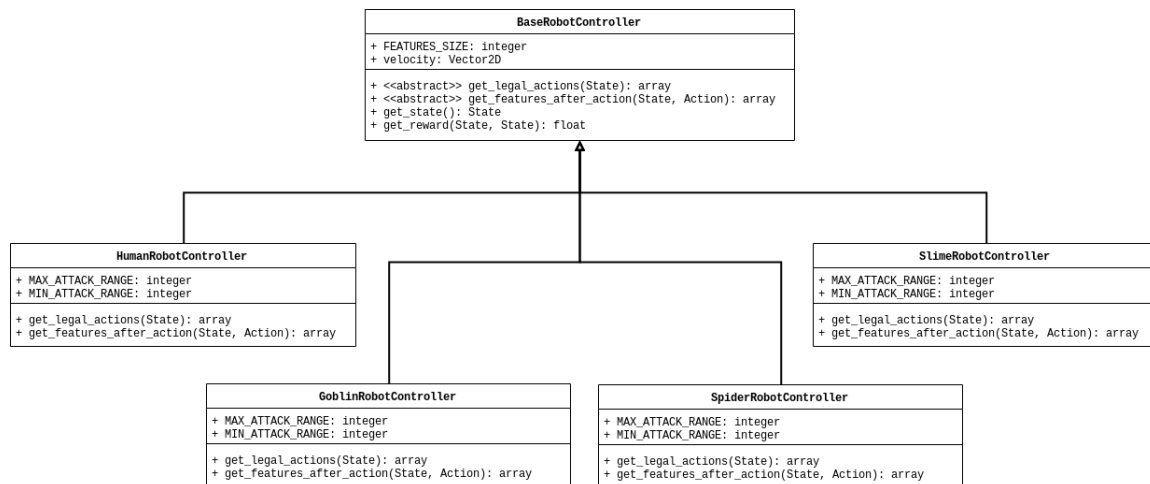 BaseRobotController
+ FEATURES_SIZE: integer
+ velocity: Vector2D
+ <<abstract>> get_legal_actions(State): array
+ <<abstract>> get_features_after_action(State, Action): array
+ get_state(): State
+ get_reward(State, State): float
HumanRobotController
+ MAX_ATTACK_RANGE: integer
+ MIN_ATTACK_RANGE: integer
+ get_legal_actions(State): array
+ get_features_after_action(State, Action): array
SlimeRobotController
+ MAX_ATTACK_RANGE: integer
+ MIN_ATTACK_RANGE: integer
+ get_legal_actions(State): array
+ get_features_after_action(State, Action): array
GoblinRobotController
+ MAX_ATTACK_RANGE: integer
+ MIN_ATTACK_RANGE: integer
+ get_legal_actions(State): array
+ get_features_after_action(State, Action): array
SpiderRobotController
+ MAX_ATTACK_RANGE: integer
+ MIN_ATTACK_RANGE: integer
+ get_legal_actions(State): array
+ get_features_after_action(State, Action): array